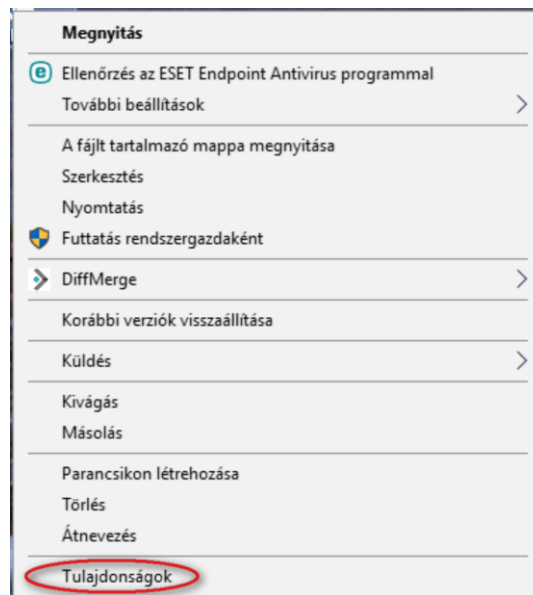 Megnyitás
Ellenőrzés az ESET Endpoint Antivirus programmal
További beállítások
A fájlt tartalmazó mappa megnyitása
Szerkesztés
Nyomtatás
Futtatás rendszergazdaként
DiffMerge
Korábbi verziók visszaállítása
Küldés
Kivágás
Másolás
Parancsikon létrehozása
Törlés
Átnevezés
Tulajdonságok